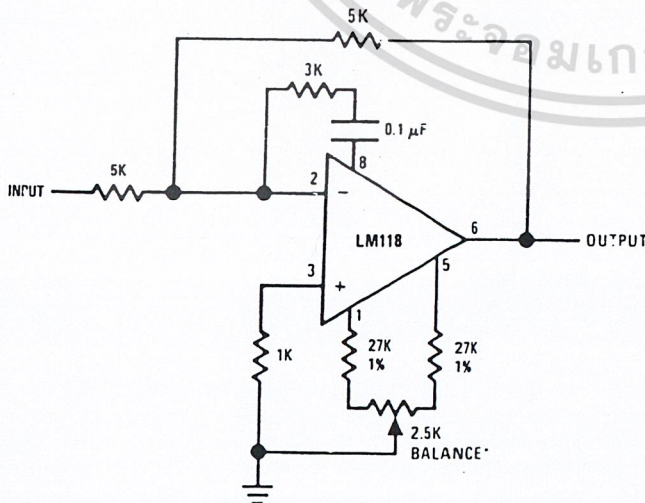 พระจอมเก
5K
3K
0.1 µF
8
5K
INPUT
2
−
LM118
6
OUTPUT
5
3
+
1
1K
27K
1%
27K
1%
2.5K
BALANCE*